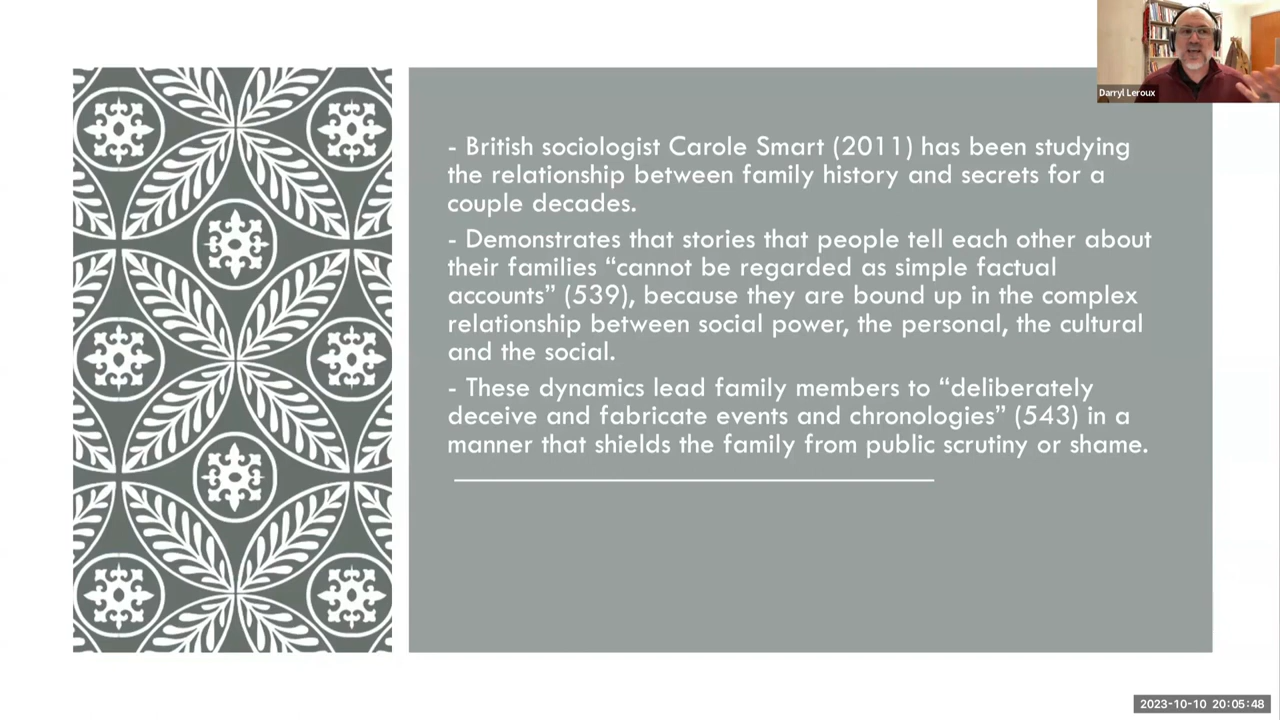 Darryl Leroux
- British sociologist Carole Smart (2011) has been studying
the relationship between family history and secrets for a
couple decades.
- Demonstrates that stories that people tell each other about
their families “cannot be regarded as simple factual
accounts” (539), because they are bound up in the complex
relationship between social power, the personal, the cultural
and the social.
- These dynamics lead family members to “deliberately
deceive and fabricate events and chronologies” (543) in a
manner that shields the family from public scrutiny or shame.
2023-10-10 20:05:48